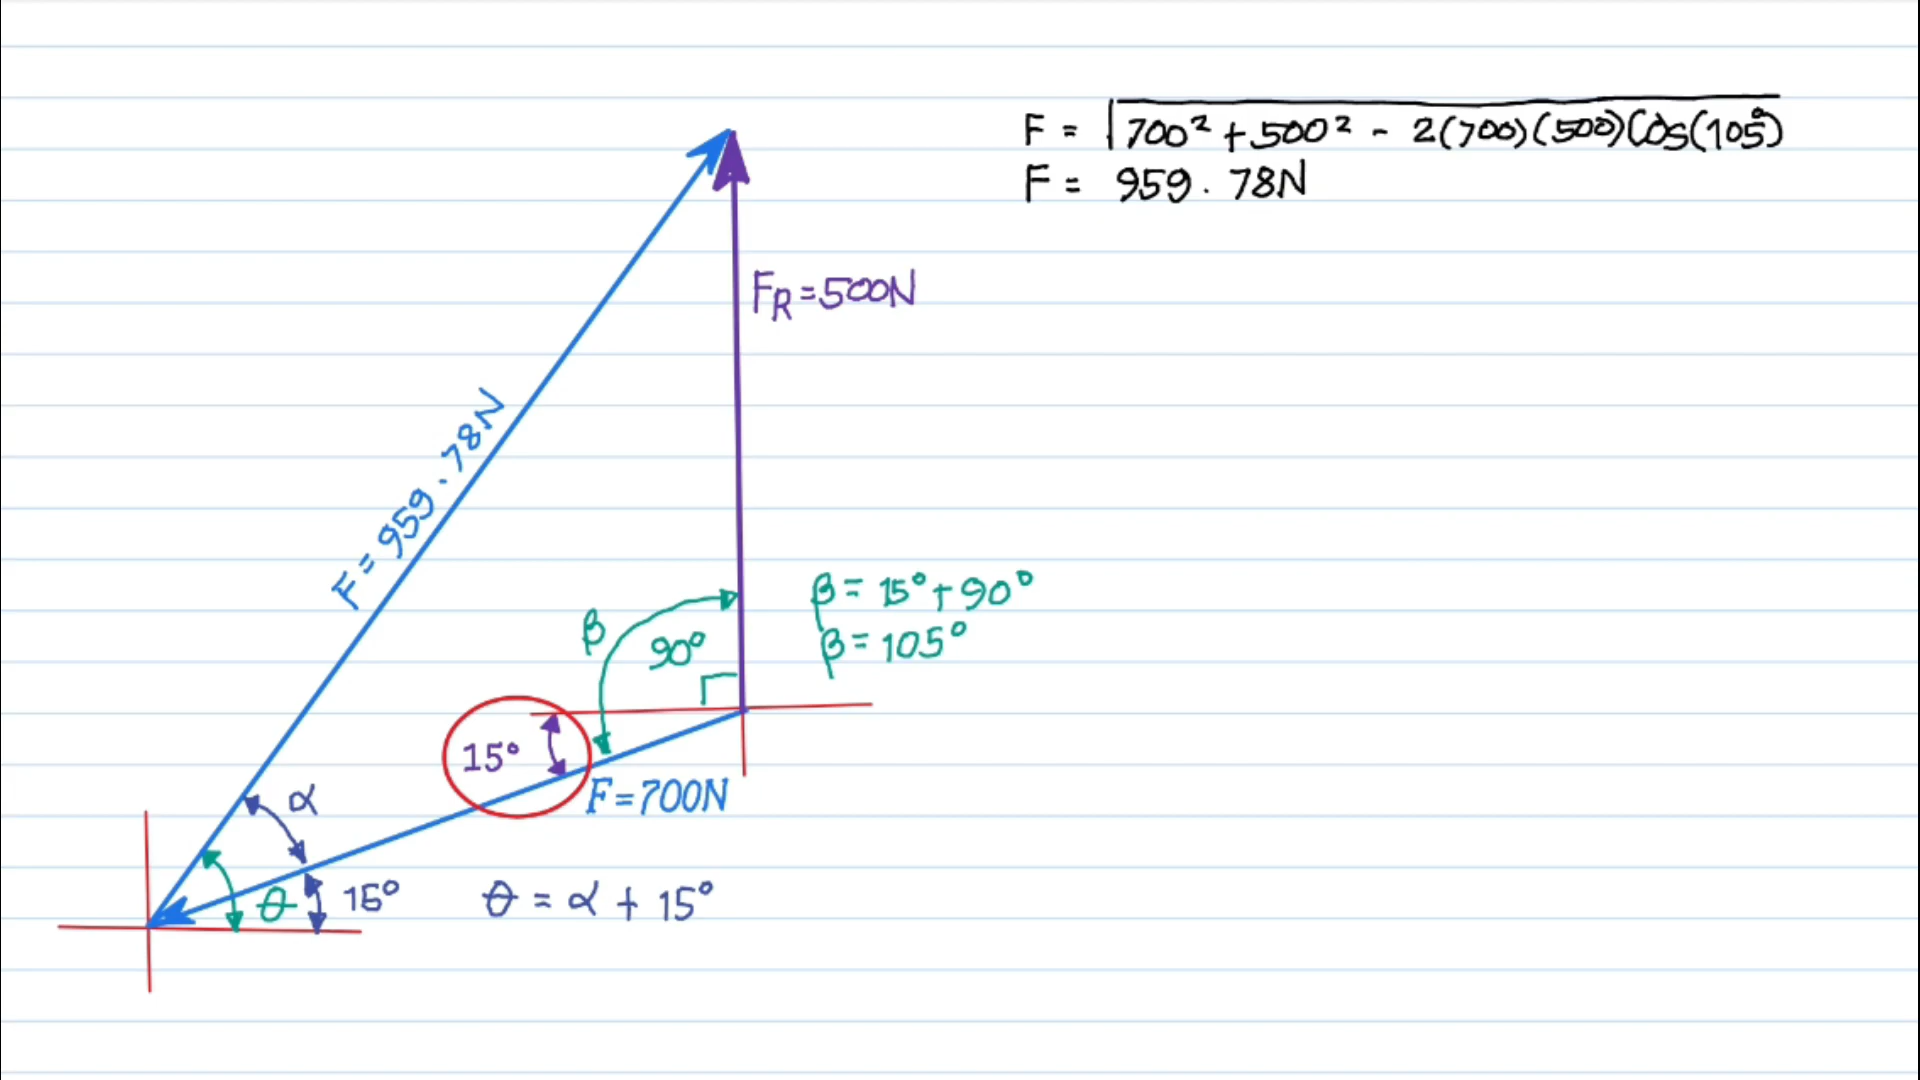 F = √700² + 500² - 2(700)(500)Cos(105°)
F = 959.78N
F_R = 500N
F = 959.78N
β = 15° + 90°
β
90°
β = 105°
15°
F = 700N
α
θ
15°
θ = α + 15°